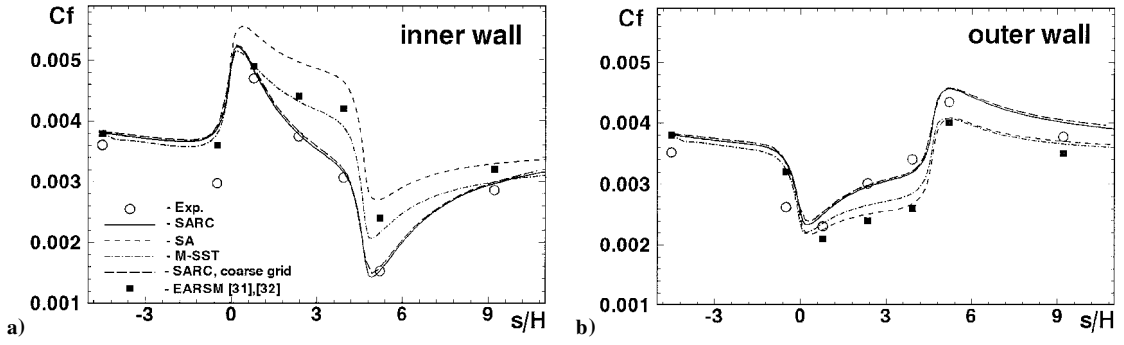 Cf
inner wall
0.005
0.004
0.003
0.002
0.001
- Exp.
- SARC
- SA
- M-SST
- SARC, coarse grid
- EARSM [31],[32]
-3 0 3 6 9 s/H
a)
Cf
outer wall
0.005
0.004
0.003
0.002
0.001
-3 0 3 6 9 s/H
b)